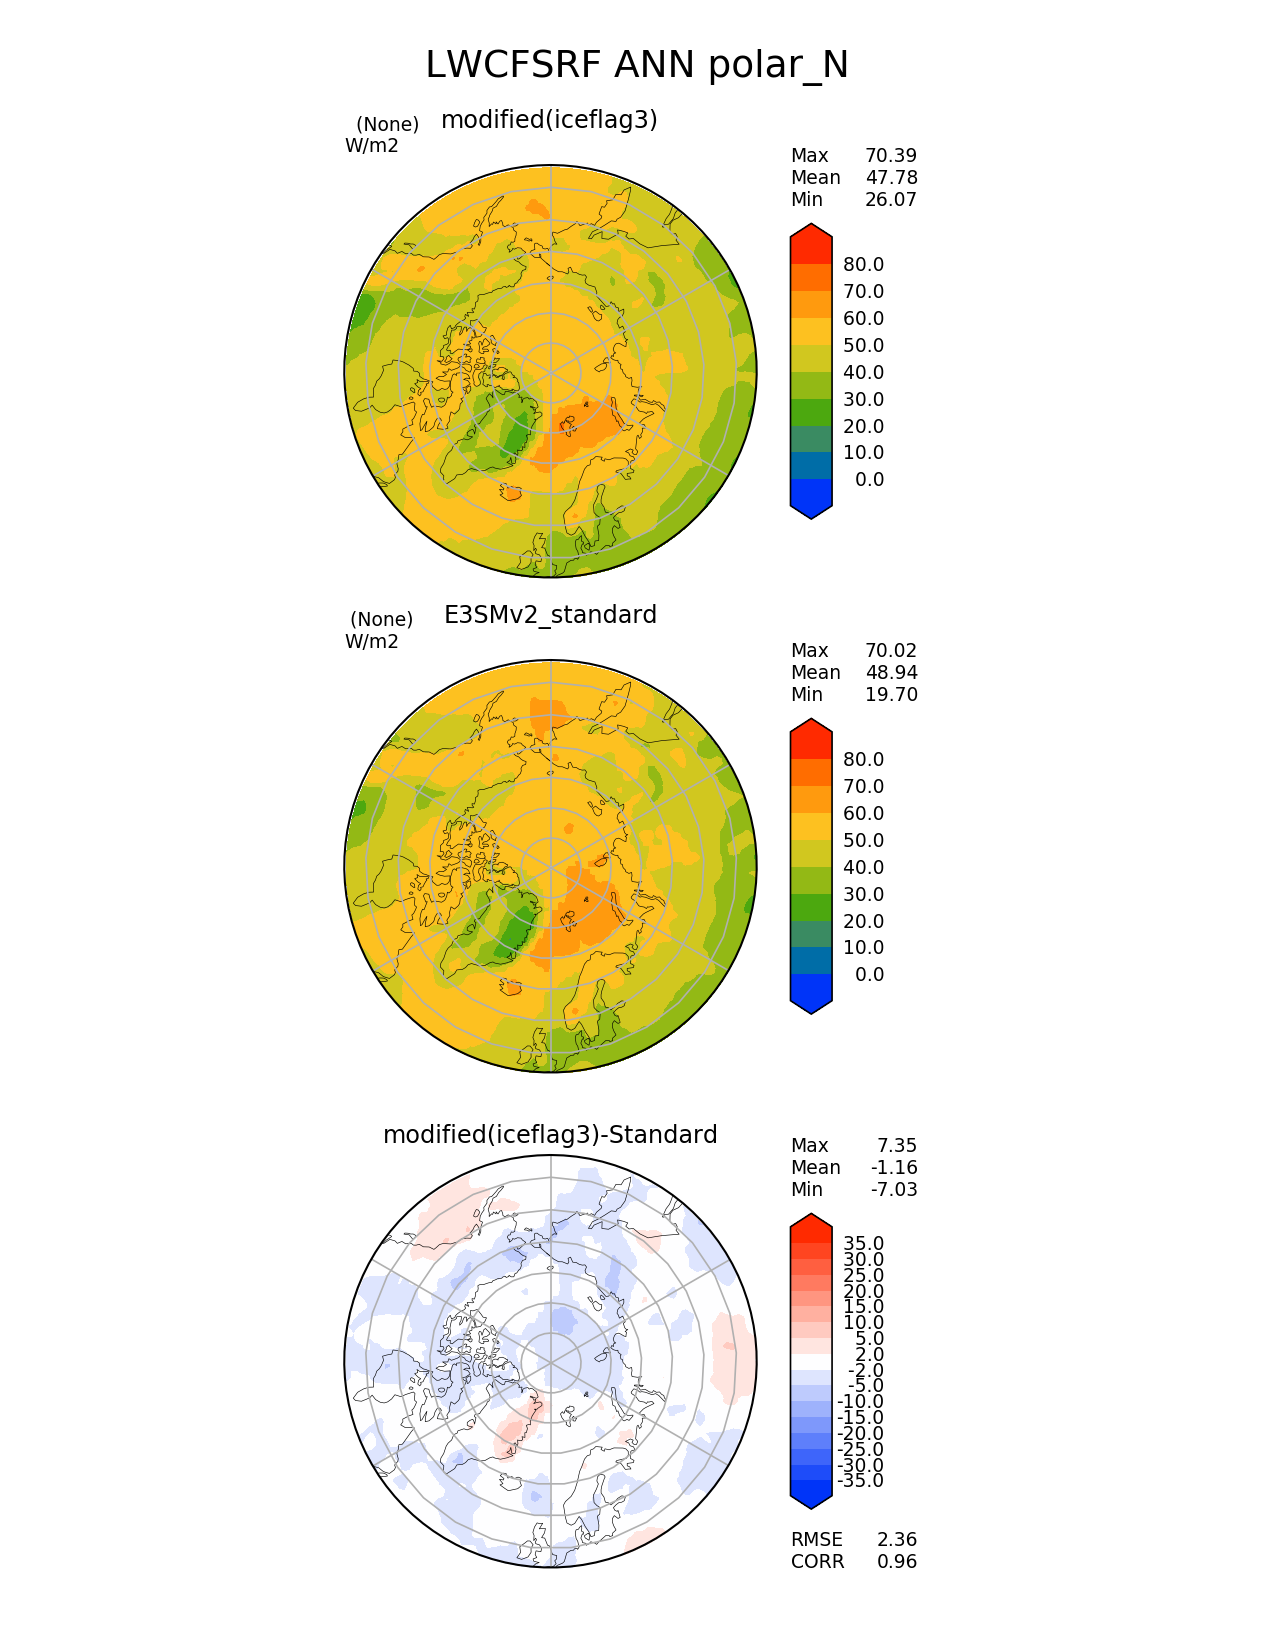 LWCFSRF ANN polar_N
(None) modified(iceflag3)
W/m2
Max 70.39
Mean 47.78
Min 26.07
80.0
70.0
60.0
50.0
40.0
30.0
20.0
10.0
0.0
(None) E3SMv2_standard
W/m2
Max 70.02
Mean 48.94
Min 19.70
80.0
70.0
60.0
50.0
40.0
30.0
20.0
10.0
0.0
modified(iceflag3)-Standard
Max 7.35
Mean -1.16
Min -7.03
35.0
30.0
25.0
20.0
15.0
10.0
5.0
2.0
-2.0
-5.0
-10.0
-15.0
-20.0
-25.0
-30.0
-35.0
RMSE 2.36
CORR 0.96